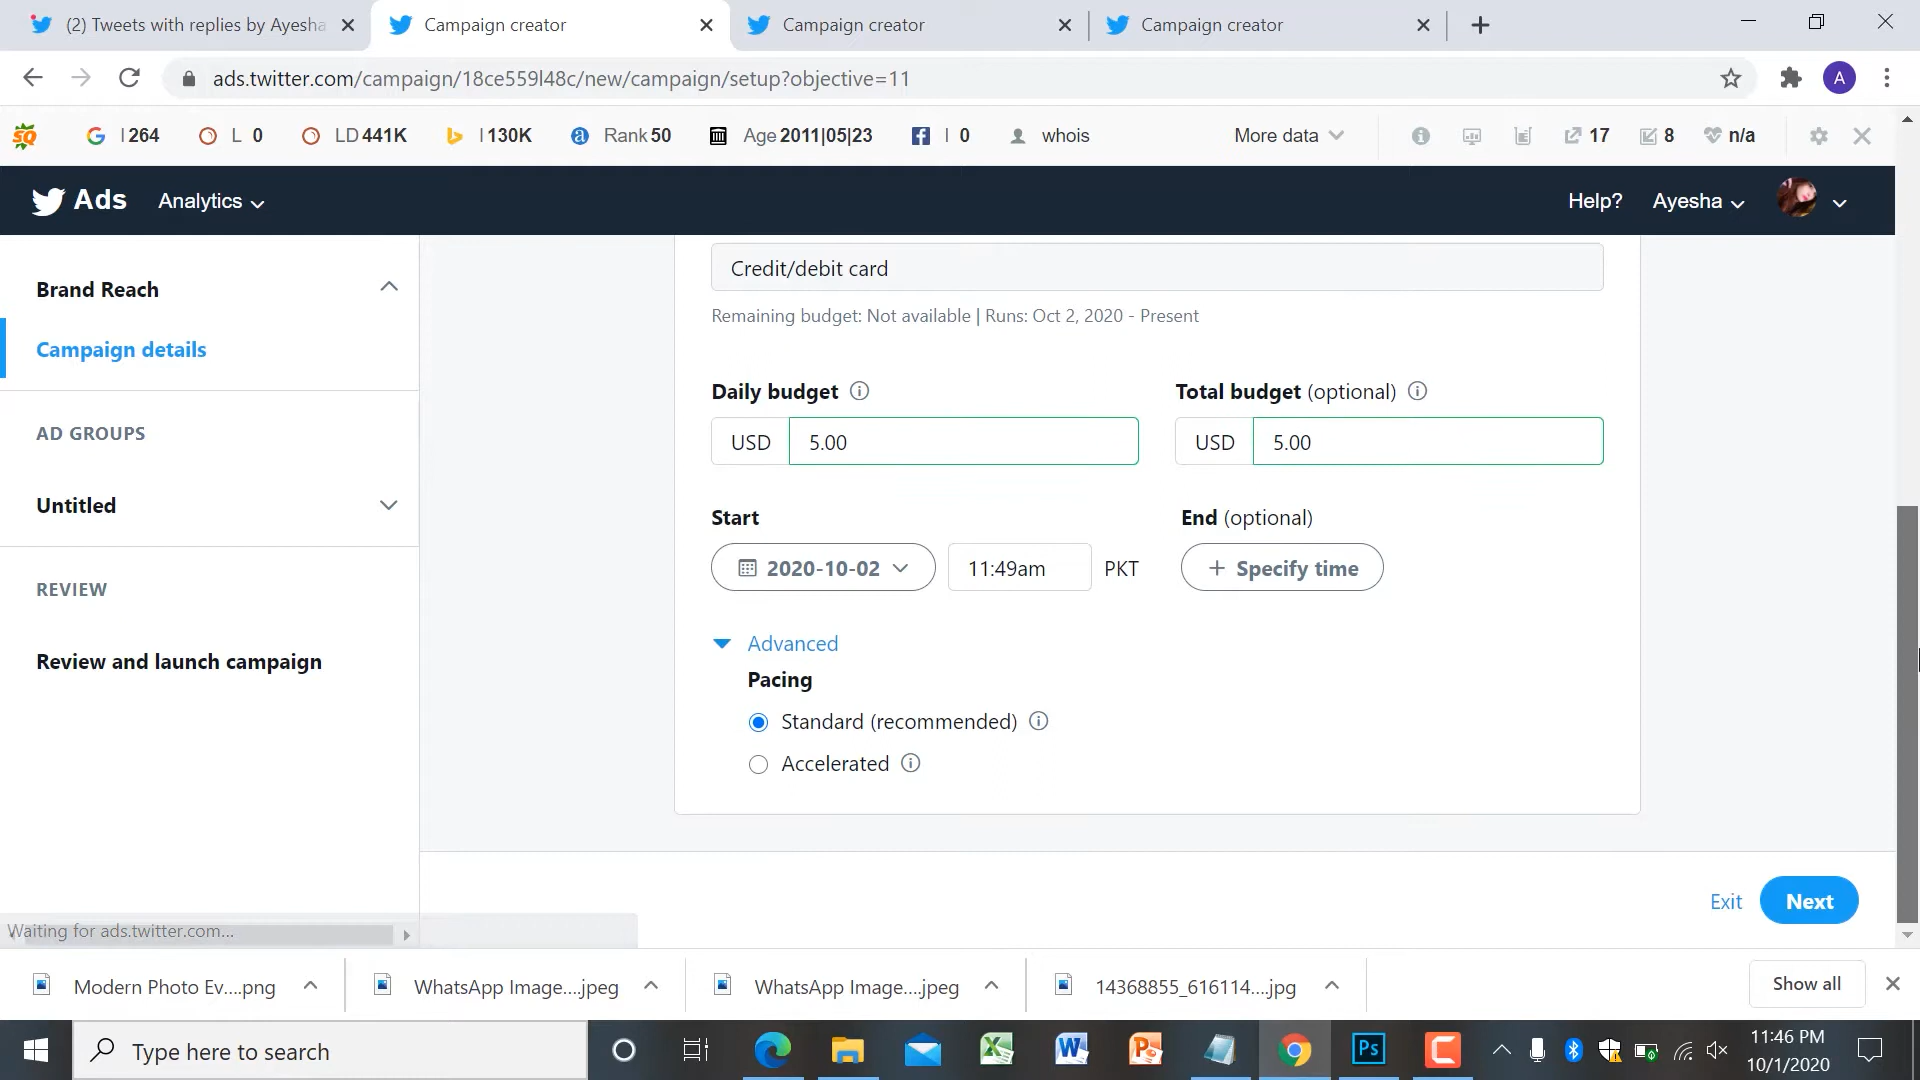 (2) Tweets with replies by Ayesha
Campaign creator
Campaign creator
Campaign creator
ads.twitter.com/campaign/18ce559l48c/new/campaign/setup?objective=11
A
SQ
I 264
L 0
LD 441K
I 130K
Rank 50
Age 2011|05|23
I 0
whois
More data
17
8
n/a
Ads
Analytics
Help?
Ayesha
Brand Reach
Campaign details
AD GROUPS
Untitled
REVIEW
Review and launch campaign
Credit/debit card
Remaining budget: Not available | Runs: Oct 2, 2020 - Present
Daily budget
Total budget (optional)
USD 5.00
USD 5.00
Start
End (optional)
2020-10-02
11:49am
PKT
+ Specify time
Advanced
Pacing
Standard (recommended)
Accelerated
Exit
Next
Waiting for ads.twitter.com...
Modern Photo Ev....png
WhatsApp Image....jpeg
WhatsApp Image....jpeg
14368855_616114....jpg
Show all
Type here to search
Ps
11:46 PM
10/1/2020